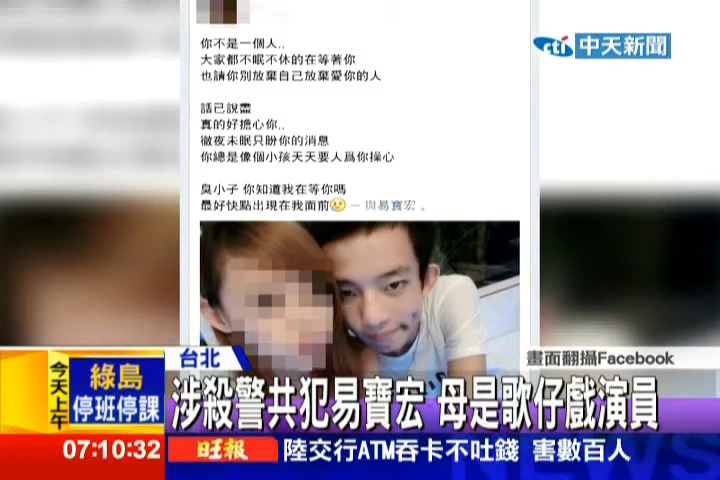 你不是一個人..
大家都不眠不休的在等著你
也請你別放棄自己放棄愛你的人
話已說盡
真的好擔心你..
徹夜未眠只盼你的消息
你總是像個小孩天天要人爲你操心
臭小子 你知道我在等你嗎
最好快點出現在我面前 — 與易寶宏。
cti 中天新聞
畫面翻攝Facebook
台北
今天上午
綠島
停班停課
涉殺警共犯易寶宏 母是歌仔戲演員
07:10:32
旺報
陸交行ATM吞卡不吐錢 害數百人
NEWS